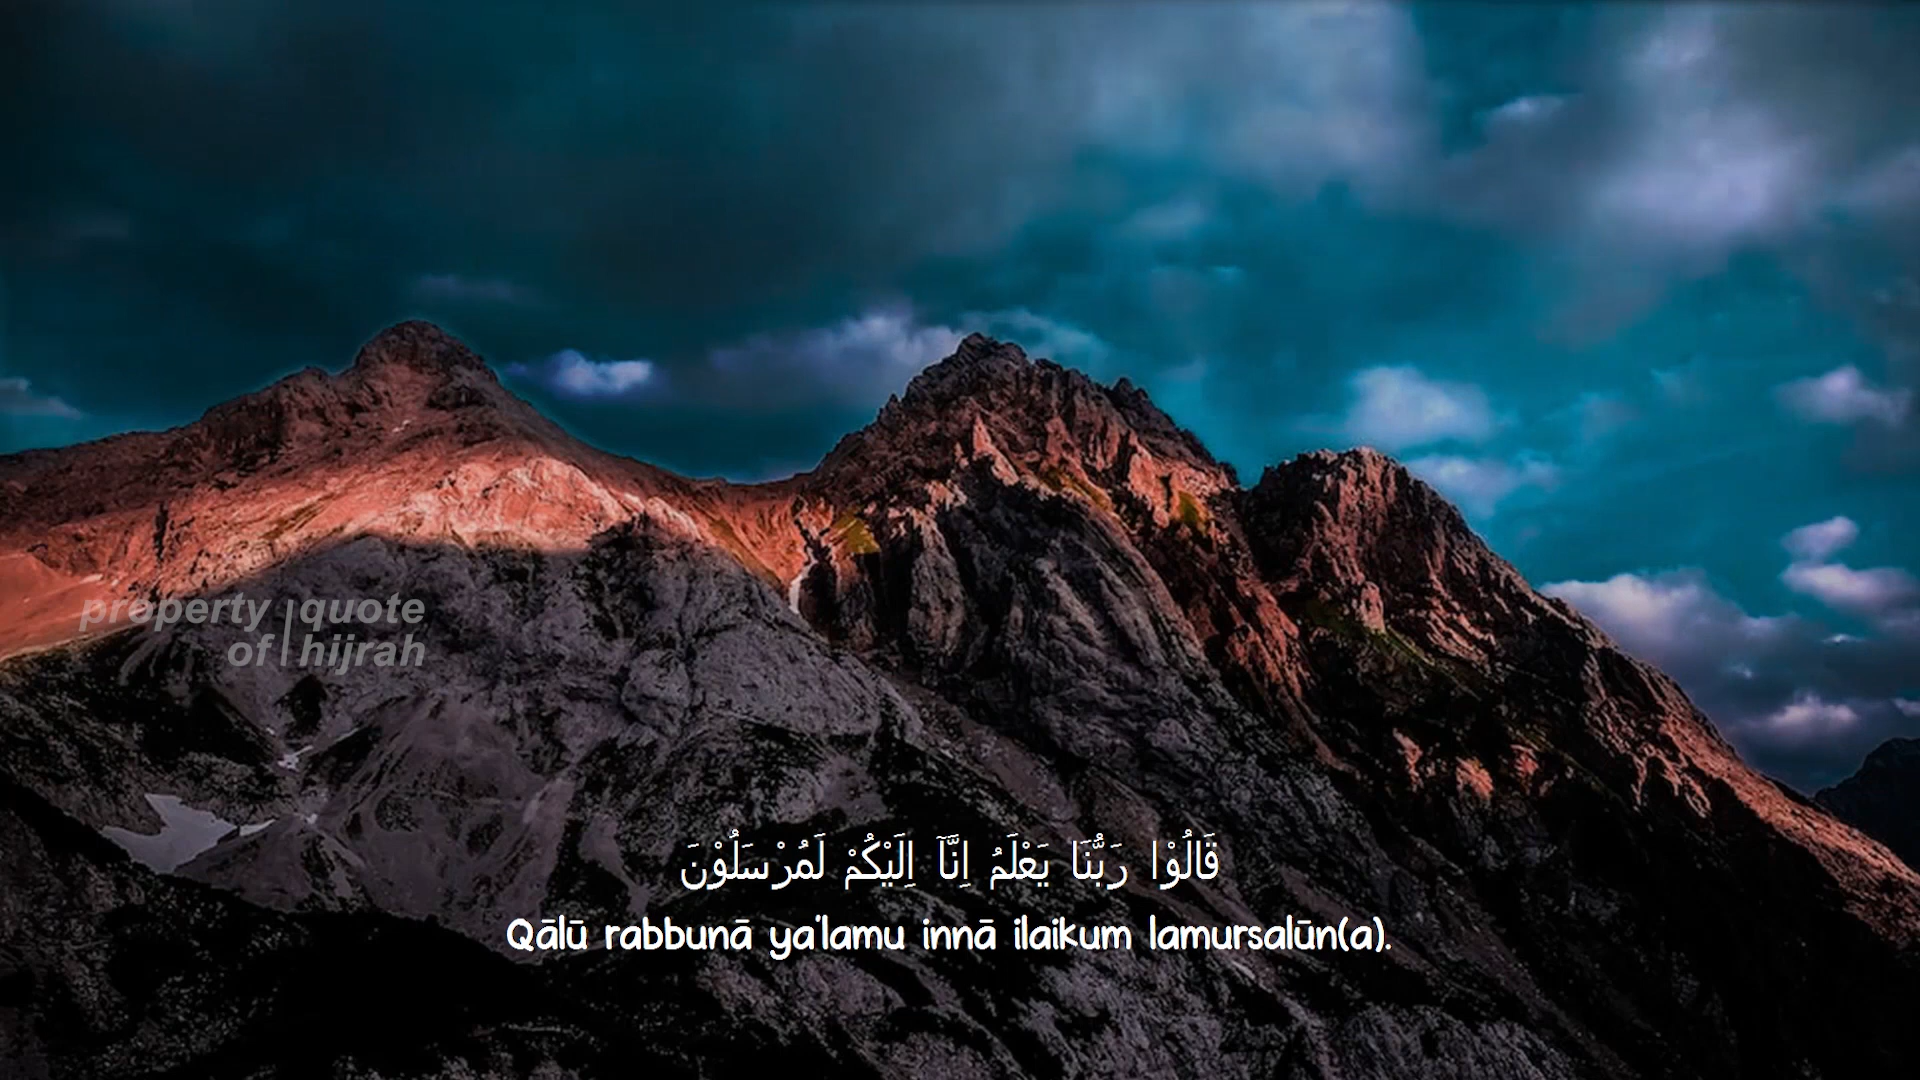 property | quote
of | hijrah
قَالُوْا رَبُّنَا يَعْلَمُ اِنَّآ اِلَيْكُمْ لَمُرْسَلُوْنَ
Qālū rabbunā ya'lamu innā ilaikum lamursalūn(a).